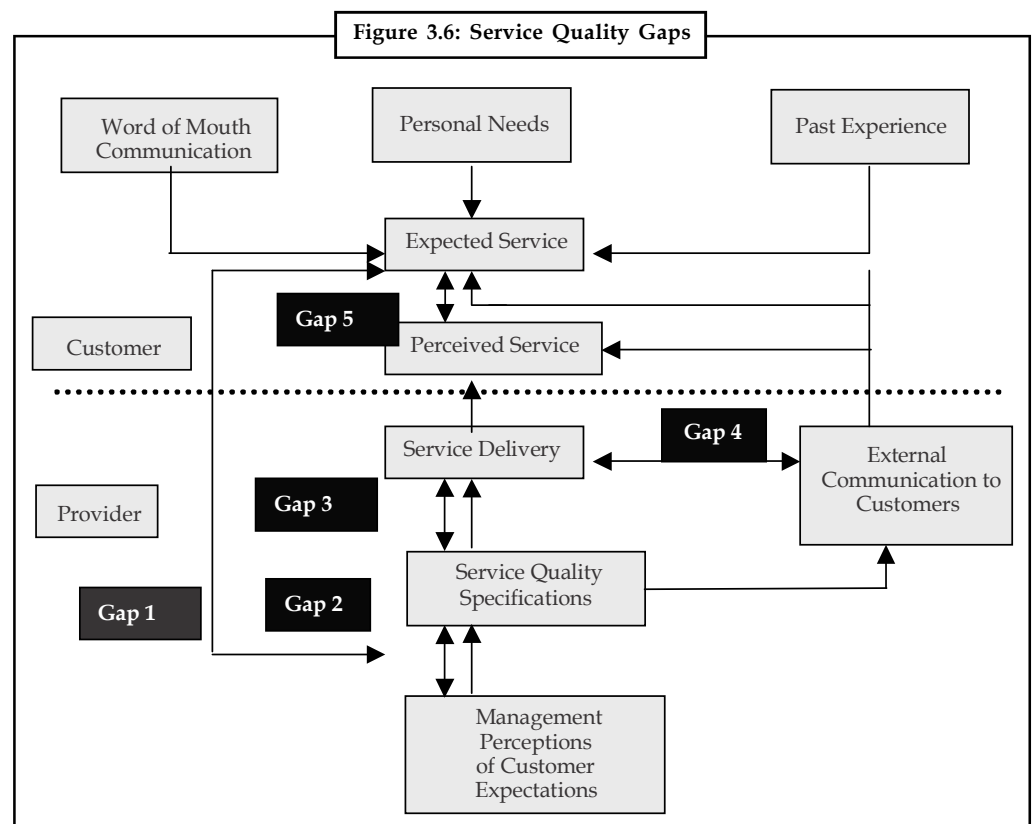 Figure 3.6: Service Quality Gaps
Word of Mouth
Communication
Personal Needs
Past Experience
Expected Service
Gap 5
Perceived Service
Customer
Gap 4
Service Delivery
External
Communication to
Customers
Gap 3
Provider
Service Quality
Specifications
Gap 2
Gap 1
Management
Perceptions
of Customer
Expectations